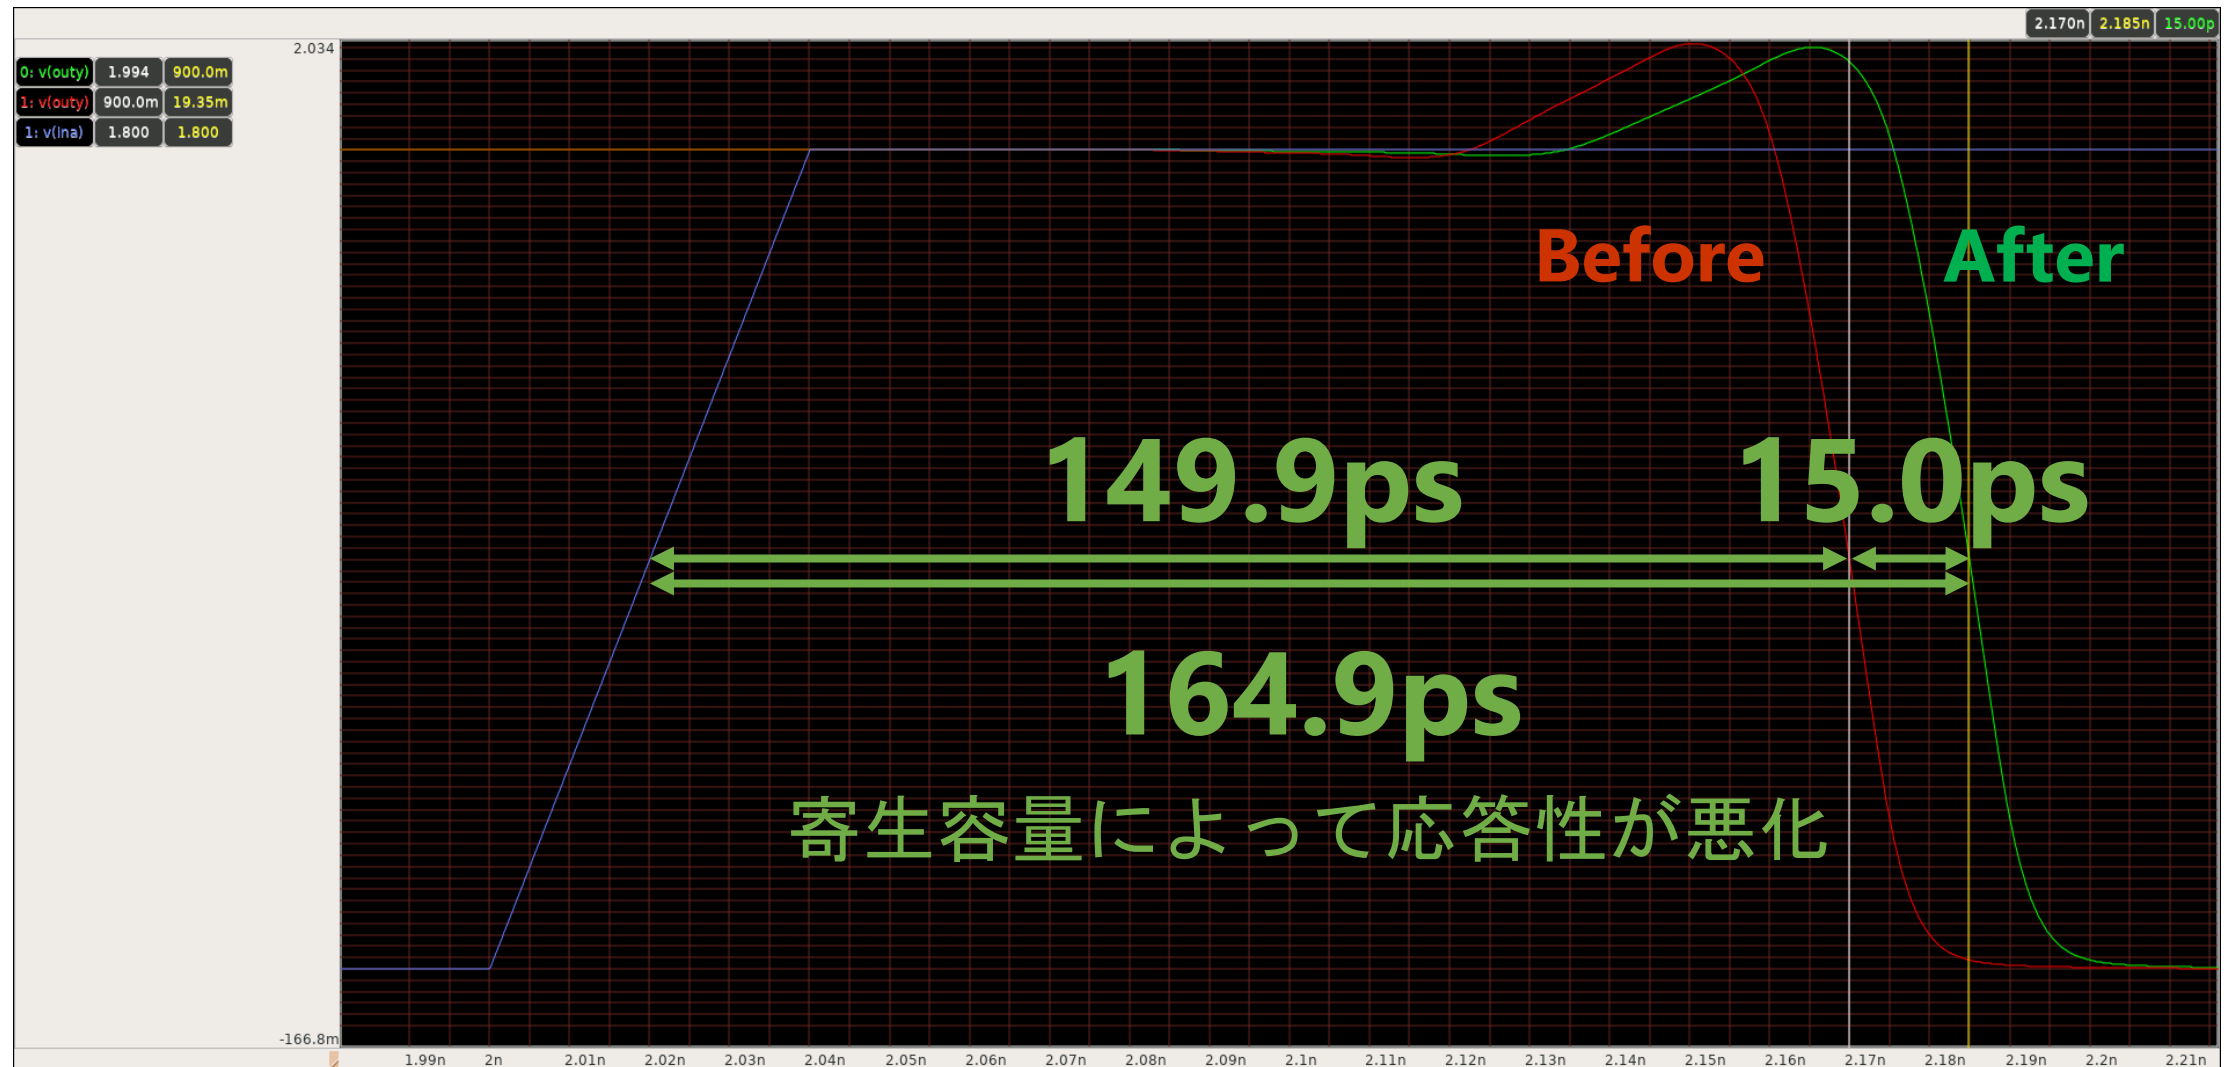 2.170n 2.185n 15.00p
2.034
0: v(outy) 1.994 900.0m
1: v(outy) 900.0m 19.35m
1: v(ina) 1.800 1.800
Before After
149.9ps 15.0ps
164.9ps
寄生容量によって応答性が悪化
-166.8m
1.99n 2n 2.01n 2.02n 2.03n 2.04n 2.05n 2.06n 2.07n 2.08n 2.09n 2.1n 2.11n 2.12n 2.13n 2.14n 2.15n 2.16n 2.17n 2.18n 2.19n 2.2n 2.21n